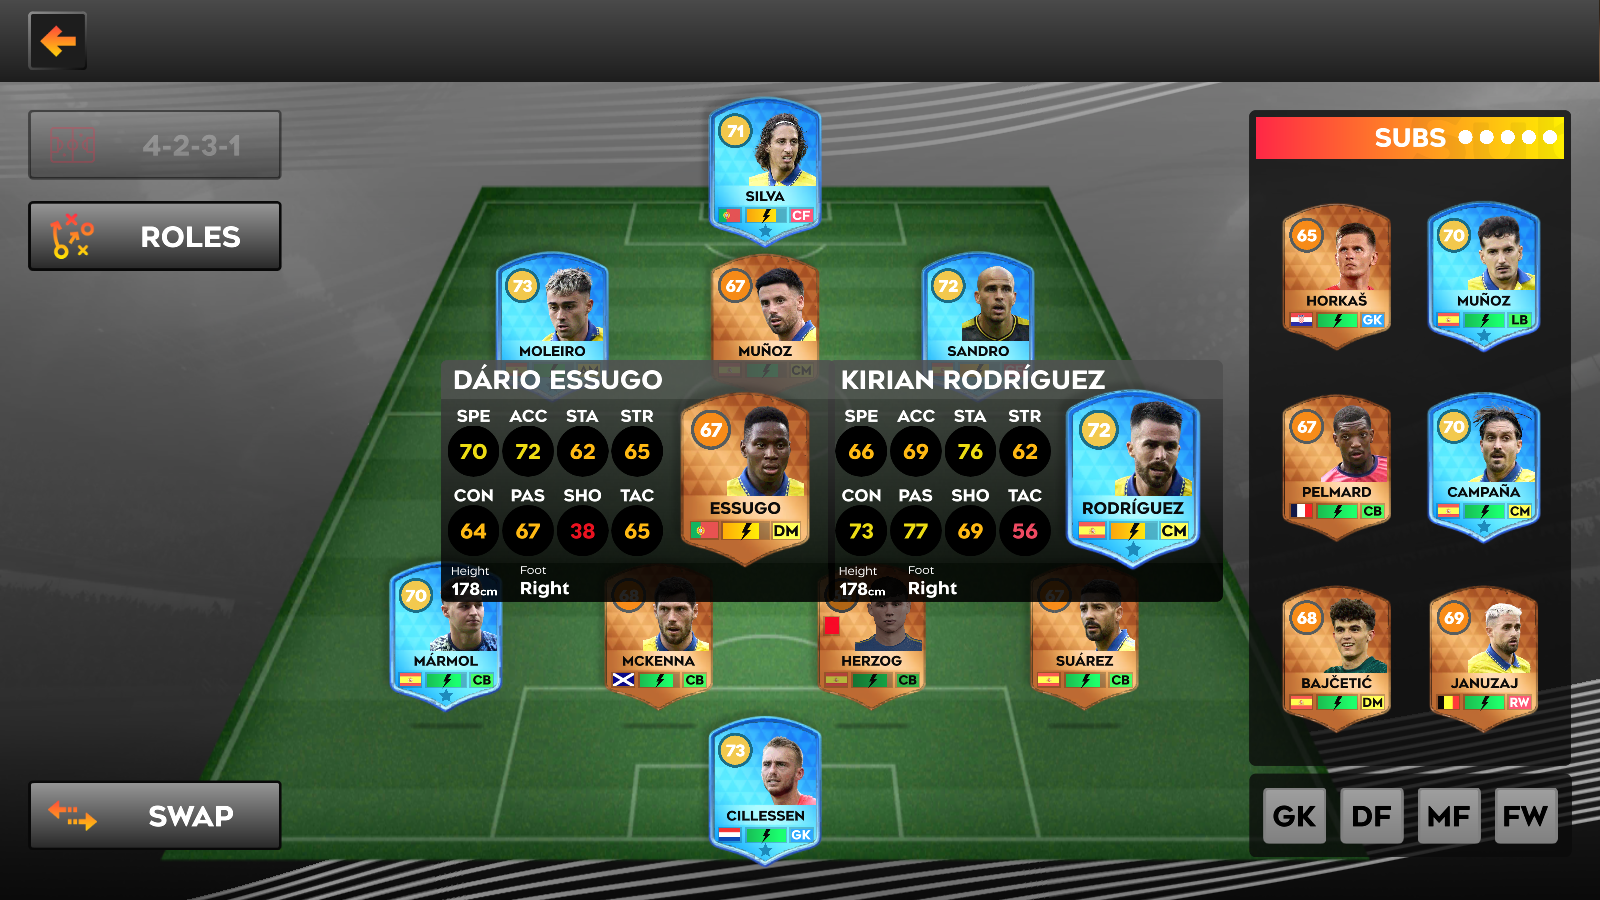 4-2-3-1
ROLES
SWAP
71
SILVA
CF
73
MOLEIRO
67
MUÑOZ
CM
72
SANDRO
DÁRIO ESSUGO
SPE ACC STA STR
70 72 62 65
CON PAS SHO TAC
64 67 38 65
Height
178cm
Foot
Right
67
ESSUGO
DM
KIRIAN RODRÍGUEZ
SPE ACC STA STR
66 69 76 62
CON PAS SHO TAC
73 77 69 56
Height
178cm
Foot
Right
72
RODRÍGUEZ
CM
70
MÁRMOL
CB
68
MCKENNA
CB
HERZOG
CB
67
SUÁREZ
CB
73
CILLESSEN
GK
SUBS
65
HORKAŠ
GK
70
MUÑOZ
LB
67
PELMARD
CB
70
CAMPAÑA
CM
68
BAJČETIĆ
DM
69
JANUZAJ
RW
GK DF MF FW